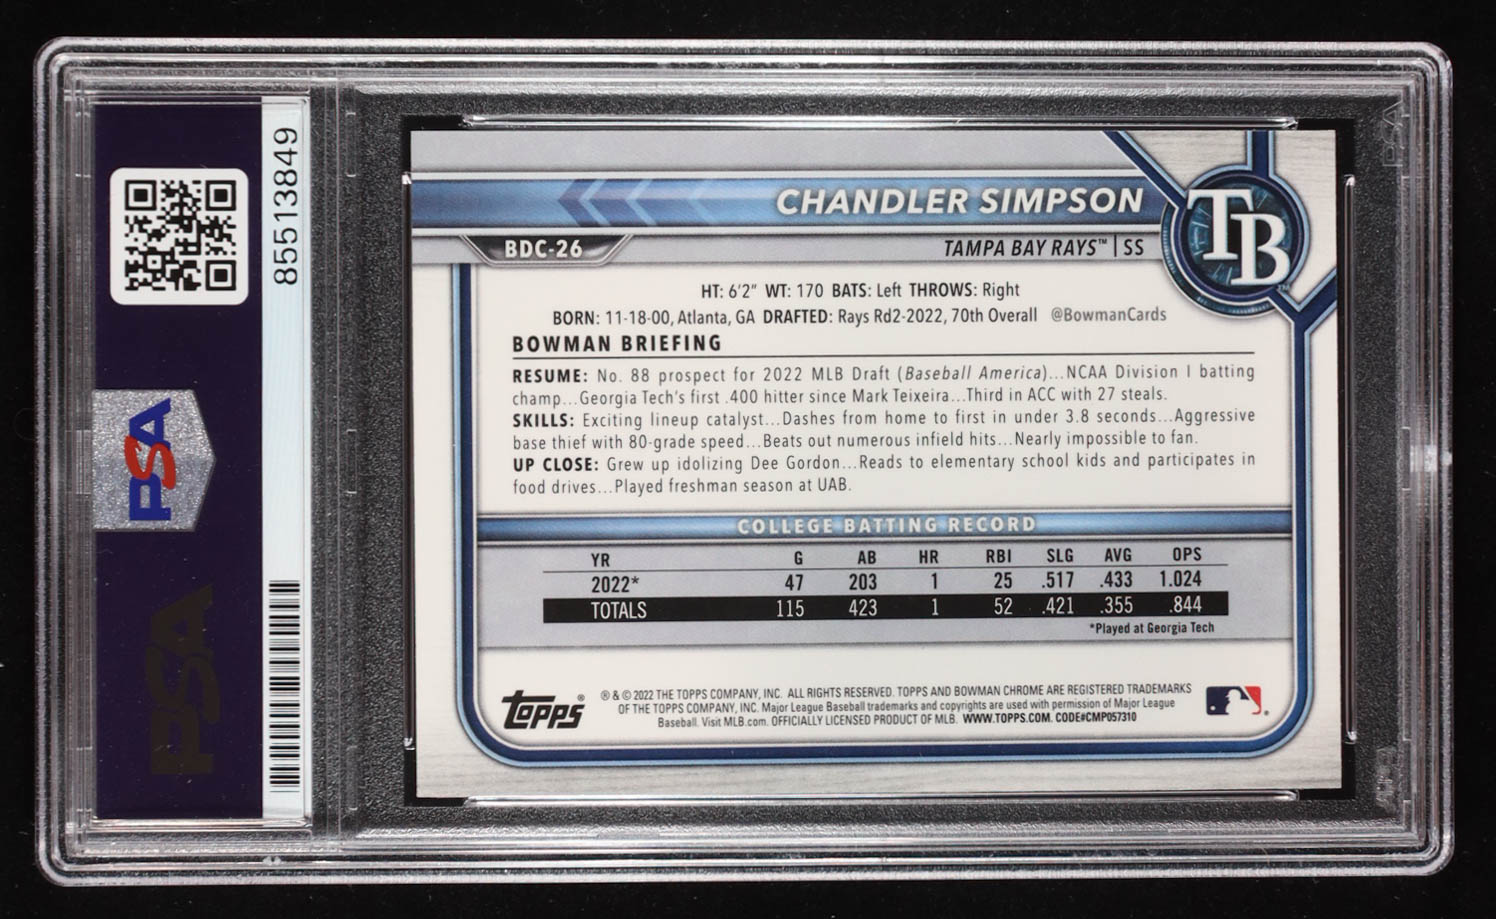 85513849
PSA
PSA
CHANDLER SIMPSON
BDC-26
TAMPA BAY RAYS™ | SS
TB
HT: 6'2" WT: 170 BATS: Left THROWS: Right
BORN: 11-18-00, Atlanta, GA DRAFTED: Rays Rd2-2022, 70th Overall @BowmanCards
BOWMAN BRIEFING
RESUME: No. 88 prospect for 2022 MLB Draft (Baseball America)...NCAA Division I batting
champ...Georgia Tech's first .400 hitter since Mark Teixeira...Third in ACC with 27 steals.
SKILLS: Exciting lineup catalyst...Dashes from home to first in under 3.8 seconds...Aggressive
base thief with 80-grade speed...Beats out numerous infield hits...Nearly impossible to fan.
UP CLOSE: Grew up idolizing Dee Gordon...Reads to elementary school kids and participates in
food drives...Played freshman season at UAB.
COLLEGE BATTING RECORD
YR G AB HR RBI SLG AVG OPS
2022* 47 203 1 25 .517 .433 1.024
TOTALS 115 423 1 52 .421 .355 .844
*Played at Georgia Tech
Topps®
® & © 2022 THE TOPPS COMPANY, INC. ALL RIGHTS RESERVED. TOPPS AND BOWMAN CHROME ARE REGISTERED TRADEMARKS
OF THE TOPPS COMPANY, INC. Major League Baseball trademarks and copyrights are used with permission of Major League
Baseball. Visit MLB.com. OFFICIALLY LICENSED PRODUCT OF MLB. WWW.TOPPS.COM. CODE#CMP057310
PSA